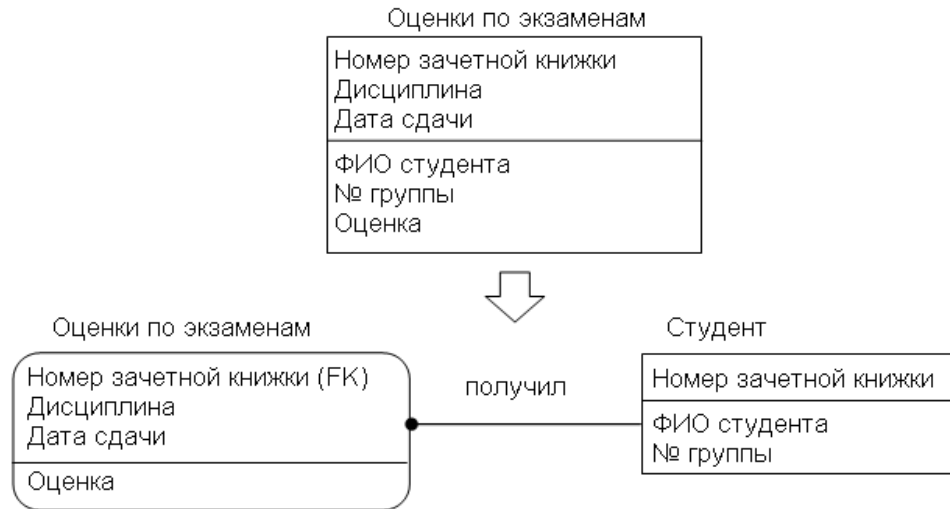 Оценки по экзаменам
Номер зачетной книжки
Дисциплина
Дата сдачи
ФИО студента
№ группы
Оценка
Оценки по экзаменам
Номер зачетной книжки (FK)
Дисциплина
Дата сдачи
Оценка
получил
Студент
Номер зачетной книжки
ФИО студента
№ группы